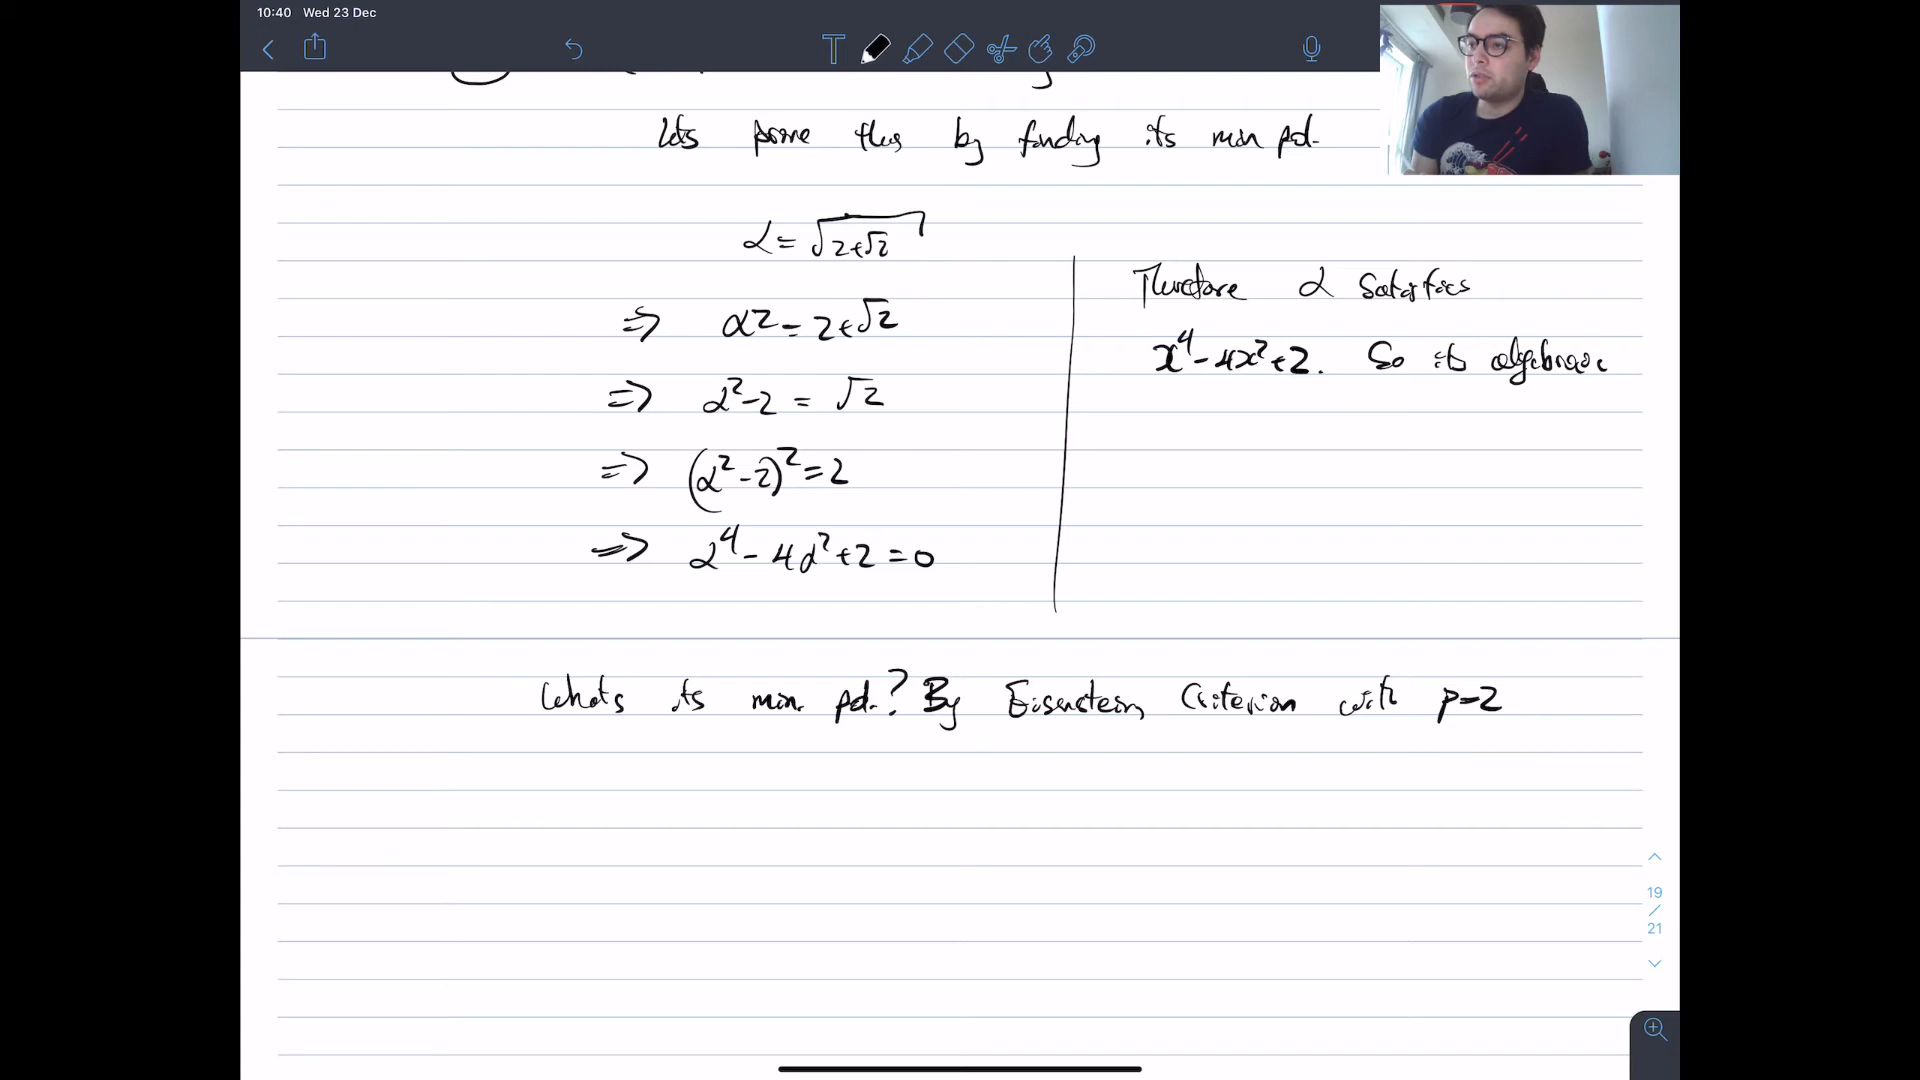 10:40 Wed 23 Dec
Lets prove this by finding its min pol.
α = √(2+√2)
⇒ α² = 2+√2
⇒ α²-2 = √2
⇒ (α²-2)² = 2
⇒ α⁴ - 4α² + 2 = 0
Therefore α satisfies
x⁴ - 4x² + 2. So its algebraic
Whats its min. pol.? By Eisenstein Criterion with p=2
19
/
21